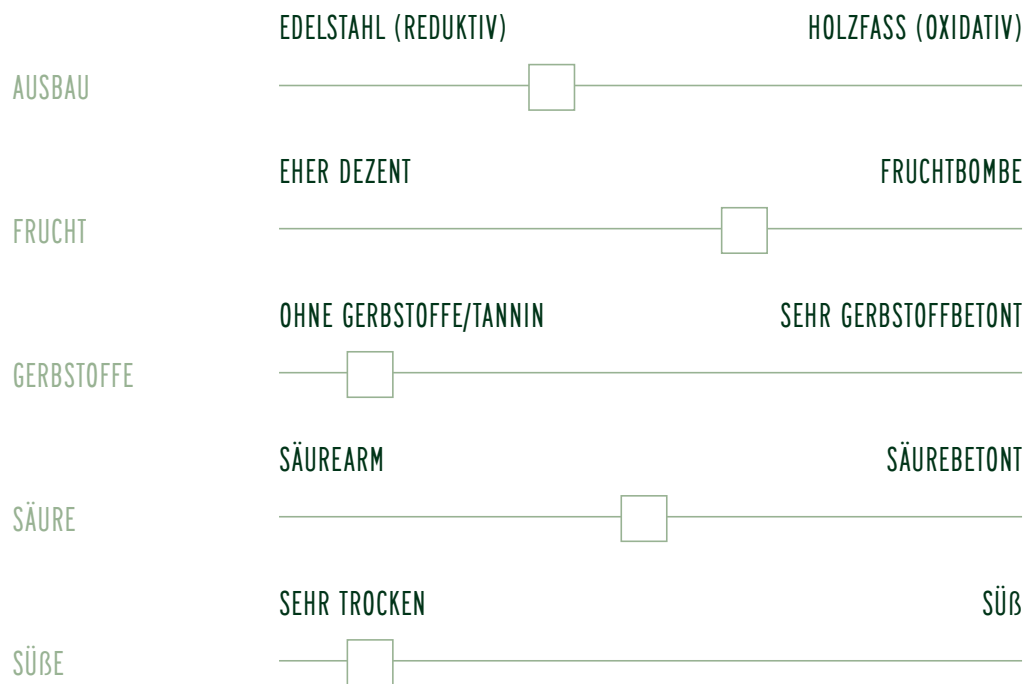 EDELSTAHL (REDUKTIV) HOLZFASS (OXIDATIV)
AUSBAU
EHER DEZENT FRUCHTBOMBE
FRUCHT
OHNE GERBSTOFFE/TANNIN SEHR GERBSTOFFBETONT
GERBSTOFFE
SÄUREARM SÄUREBETONT
SÄURE
SEHR TROCKEN SÜß
SÜßE